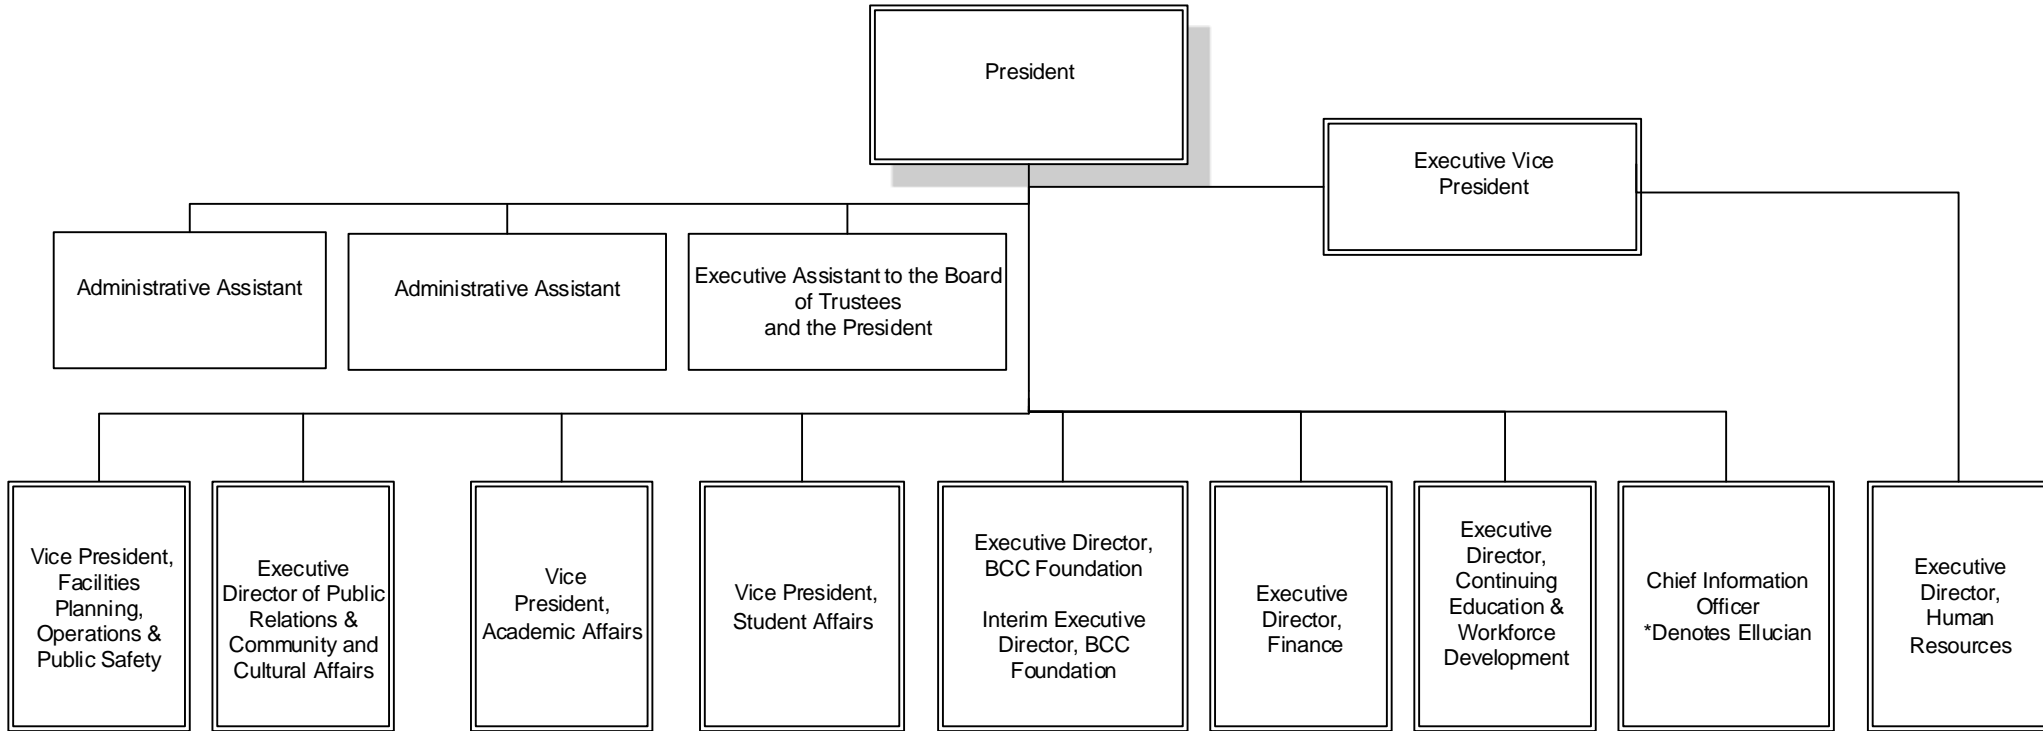 President
Executive Vice
President
Administrative Assistant
Administrative Assistant
Executive Assistant to the Board
of Trustees
and the President
Vice President,
Facilities
Planning,
Operations &
Public Safety
Executive
Director of Public
Relations &
Community and
Cultural Affairs
Vice
President,
Academic Affairs
Vice President,
Student Affairs
Executive Director,
BCC Foundation
Interim Executive
Director, BCC
Foundation
Executive
Director,
Finance
Executive
Director,
Continuing
Education &
Workforce
Development
Chief Information
Officer
*Denotes Ellucian
Executive
Director,
Human
Resources